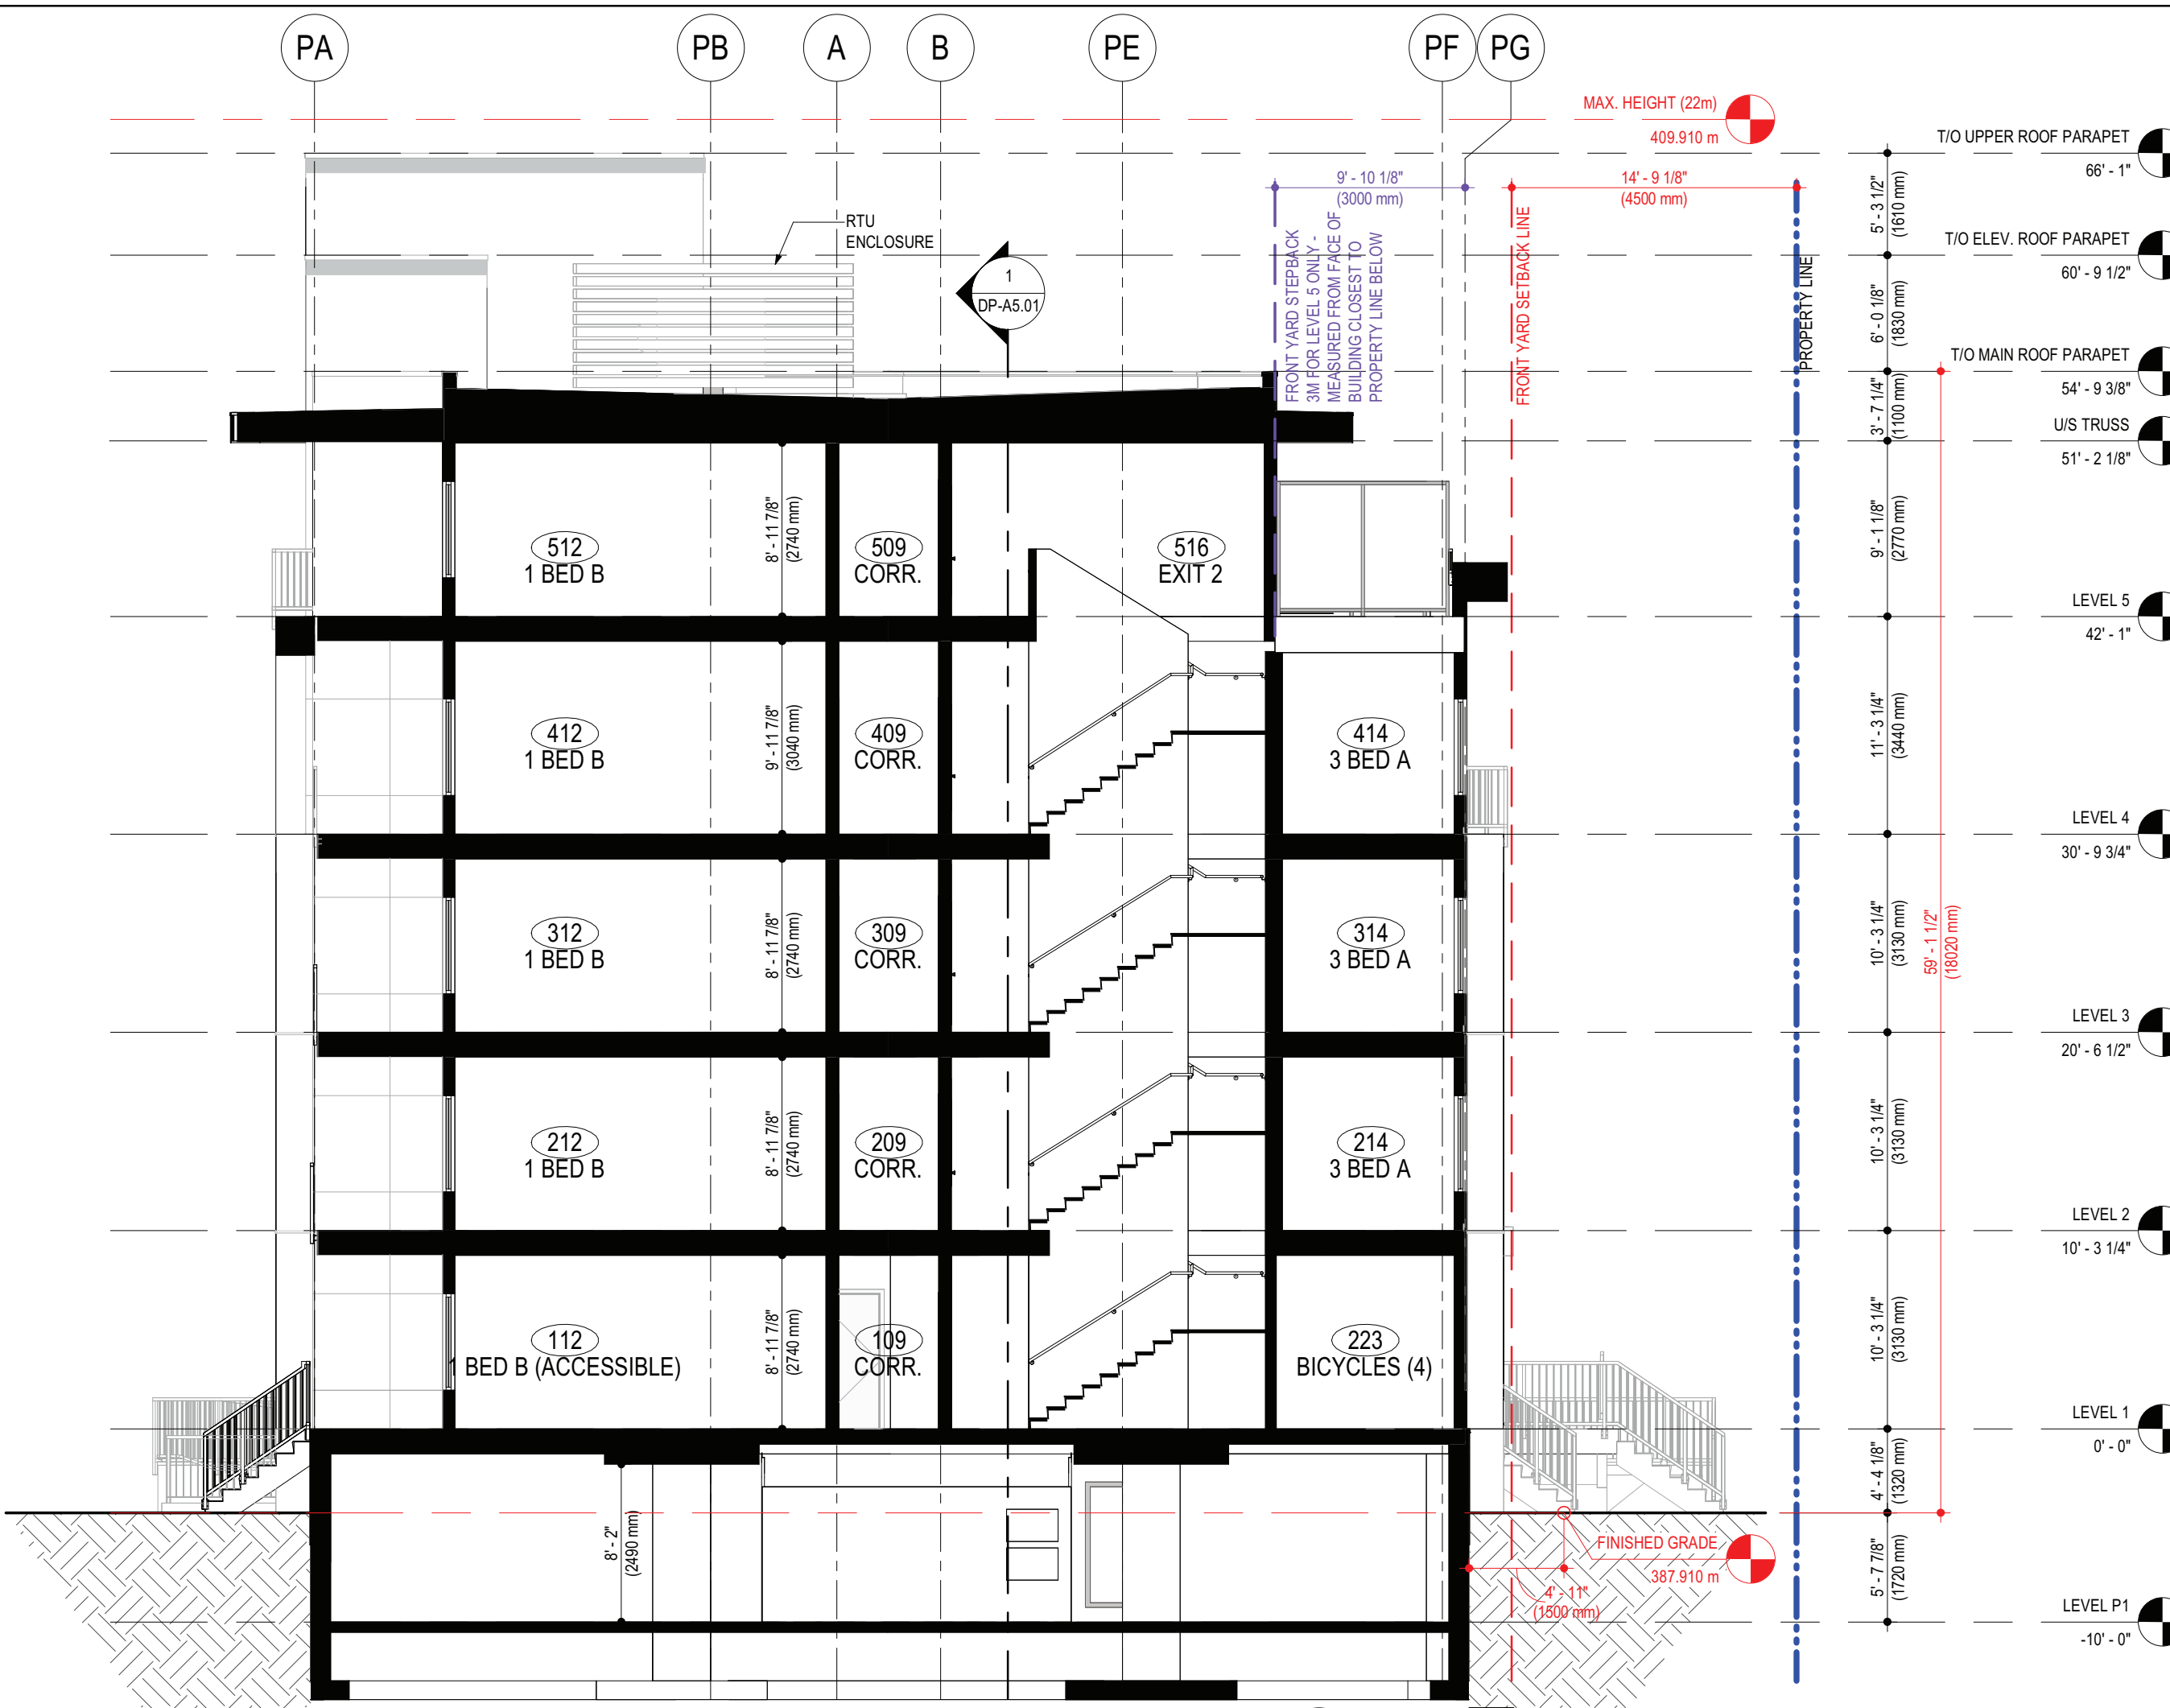 PA
PB
A
B
PE
PF
PG
MAX. HEIGHT (22m)
409.910 m
T/O UPPER ROOF PARAPET
66' - 1"
9' - 10 1/8"
(3000 mm)
14' - 9 1/8"
(4500 mm)
5' - 3 1/2"
(1610 mm)
RTU
ENCLOSURE
1
DP-A5.01
FRONT YARD STEPBACK
3M FOR LEVEL 5 ONLY -
MEASURED FROM FACE OF
BUILDING CLOSEST TO
PROPERTY LINE BELOW
FRONT YARD SETBACK LINE
PROPERTY LINE
T/O ELEV. ROOF PARAPET
60' - 9 1/2"
6' - 0 1/8"
(1830 mm)
T/O MAIN ROOF PARAPET
54' - 9 3/8"
3' - 7 1/4"
(1100 mm)
U/S TRUSS
51' - 2 1/8"
512
1 BED B
8' - 11 7/8"
(2740 mm)
509
CORR.
516
EXIT 2
9' - 1 1/8"
(2770 mm)
LEVEL 5
42' - 1"
412
1 BED B
9' - 11 7/8"
(3040 mm)
409
CORR.
414
3 BED A
11' - 3 1/4"
(3440 mm)
LEVEL 4
30' - 9 3/4"
312
1 BED B
8' - 11 7/8"
(2740 mm)
309
CORR.
314
3 BED A
10' - 3 1/4"
(3130 mm)
59' - 1 1/2"
(18020 mm)
LEVEL 3
20' - 6 1/2"
212
1 BED B
8' - 11 7/8"
(2740 mm)
209
CORR.
214
3 BED A
10' - 3 1/4"
(3130 mm)
LEVEL 2
10' - 3 1/4"
112
1 BED B (ACCESSIBLE)
8' - 11 7/8"
(2740 mm)
109
CORR.
223
BICYCLES (4)
10' - 3 1/4"
(3130 mm)
LEVEL 1
0' - 0"
4' - 4 1/8"
(1320 mm)
8' - 2"
(2490 mm)
FINISHED GRADE
387.910 m
4' - 11"
(1500 mm)
5' - 7 7/8"
(1720 mm)
LEVEL P1
-10' - 0"